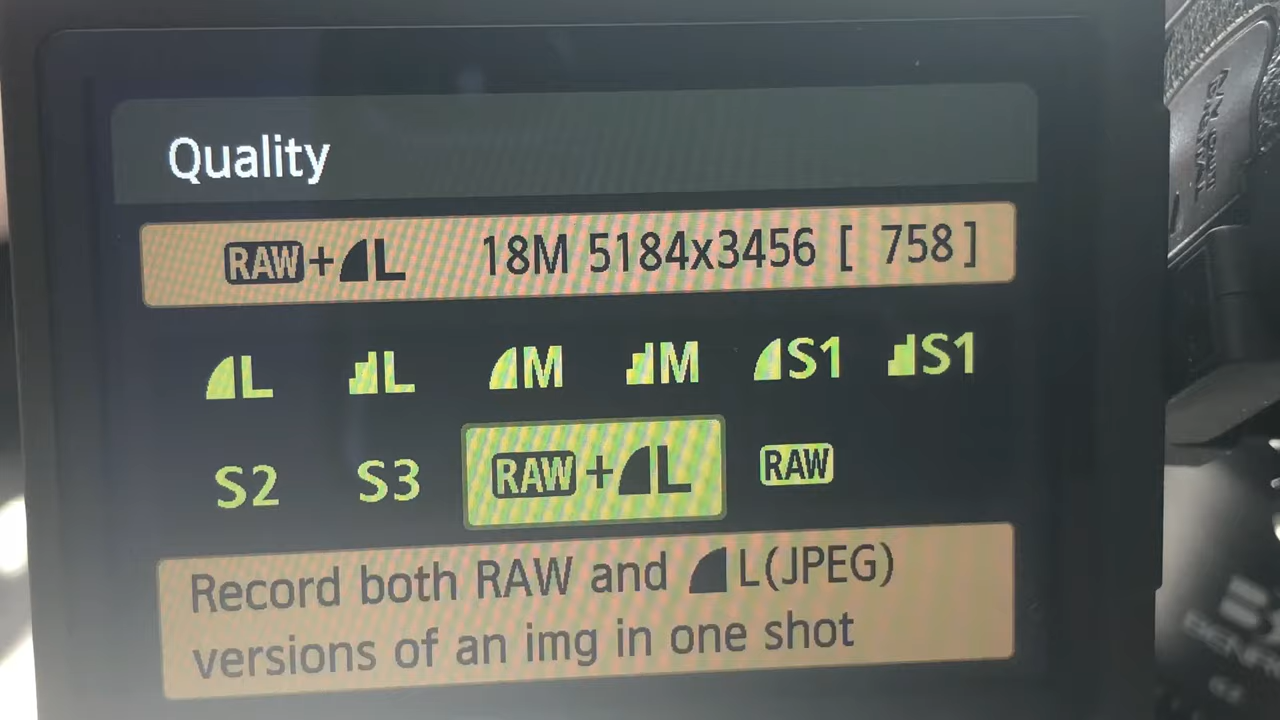 Quality
RAW+L 18M 5184x3456 [ 758]
L L M M S1 S1
S2 S3 RAW+L RAW
Record both RAW and L(JPEG)
versions of an img in one shot